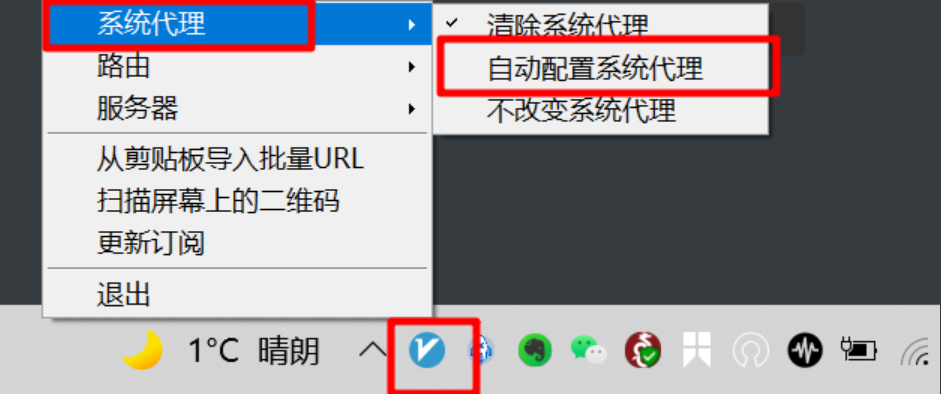 系统代理
清除系统代理
路由
自动配置系统代理
服务器
不改变系统代理
从剪贴板导入批量URL
扫描屏幕上的二维码
更新订阅
退出
1°C 晴朗